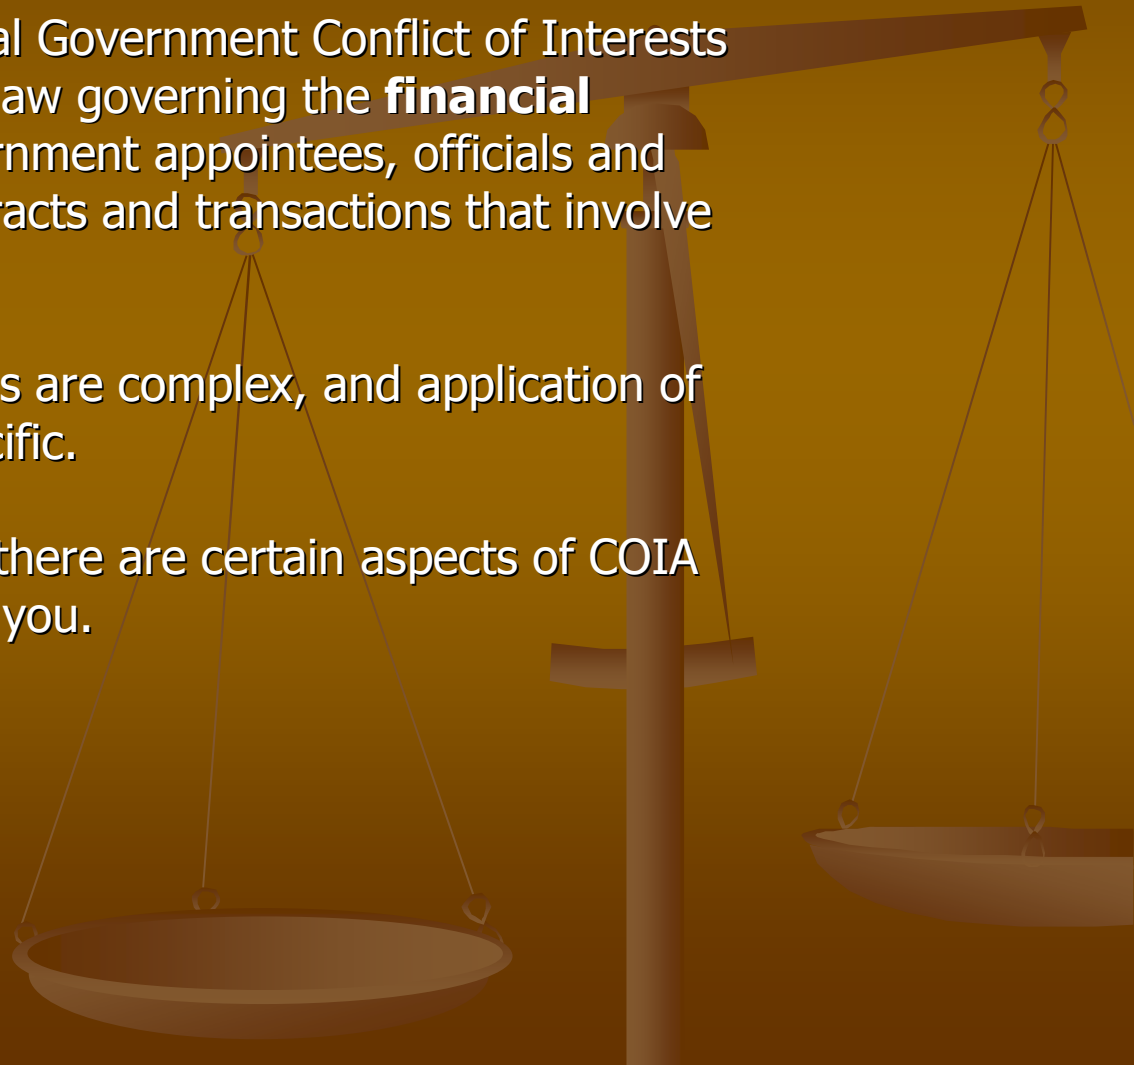 al Government Conflict of Interests
aw governing the financial
rnment appointees, officials and
racts and transactions that involve
s are complex, and application of
cific.
there are certain aspects of COIA
you.